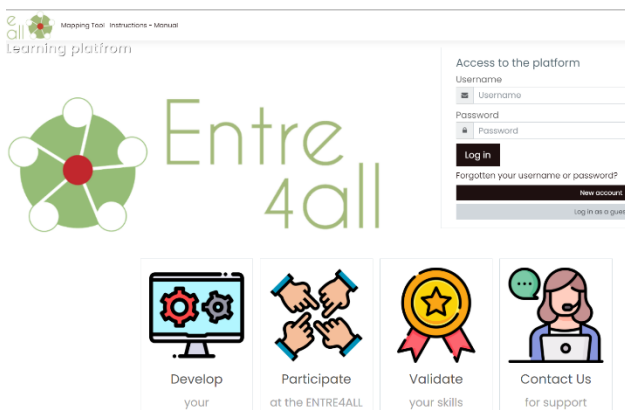 e
all
Mapping Tool Instructions - Manual
Learning platfrom
Entre
4all
Access to the platform
Username
Username
Password
Password
Log in
Forgotten your username or password?
New account
Log in as a gues
Develop
your
Participate
at the ENTRE4ALL
Validate
your skills
Contact Us
for support